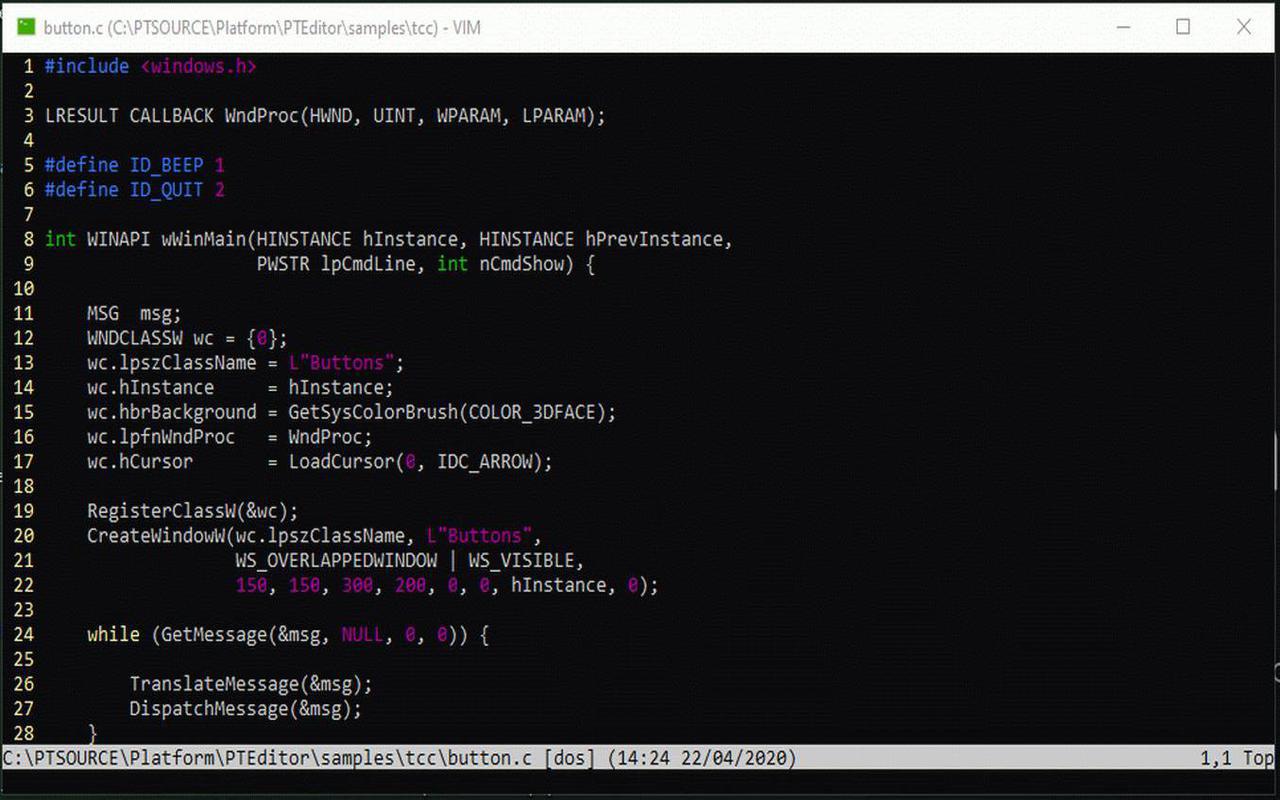 button.c (C:\PTSOURCE\Platform\PTEditor\samples\tcc) - VIM
1 #include <windows.h>
2
3 LRESULT CALLBACK WndProc(HWND, UINT, WPARAM, LPARAM);
4
5 #define ID_BEEP 1
6 #define ID_QUIT 2
7
8 int WINAPI wWinMain(HINSTANCE hInstance, HINSTANCE hPrevInstance,
9                     PWSTR lpCmdLine, int nCmdShow) {
10
11     MSG  msg;
12     WNDCLASSW wc = {0};
13     wc.lpszClassName = L"Buttons";
14     wc.hInstance     = hInstance;
15     wc.hbrBackground = GetSysColorBrush(COLOR_3DFACE);
16     wc.lpfnWndProc   = WndProc;
17     wc.hCursor       = LoadCursor(0, IDC_ARROW);
18
19     RegisterClassW(&wc);
20     CreateWindowW(wc.lpszClassName, L"Buttons",
21                   WS_OVERLAPPEDWINDOW | WS_VISIBLE,
22                   150, 150, 300, 200, 0, 0, hInstance, 0);
23
24     while (GetMessage(&msg, NULL, 0, 0)) {
25
26         TranslateMessage(&msg);
27         DispatchMessage(&msg);
28     }
C:\PTSOURCE\Platform\PTEditor\samples\tcc\button.c [dos] (14:24 22/04/2020) 1,1 Top